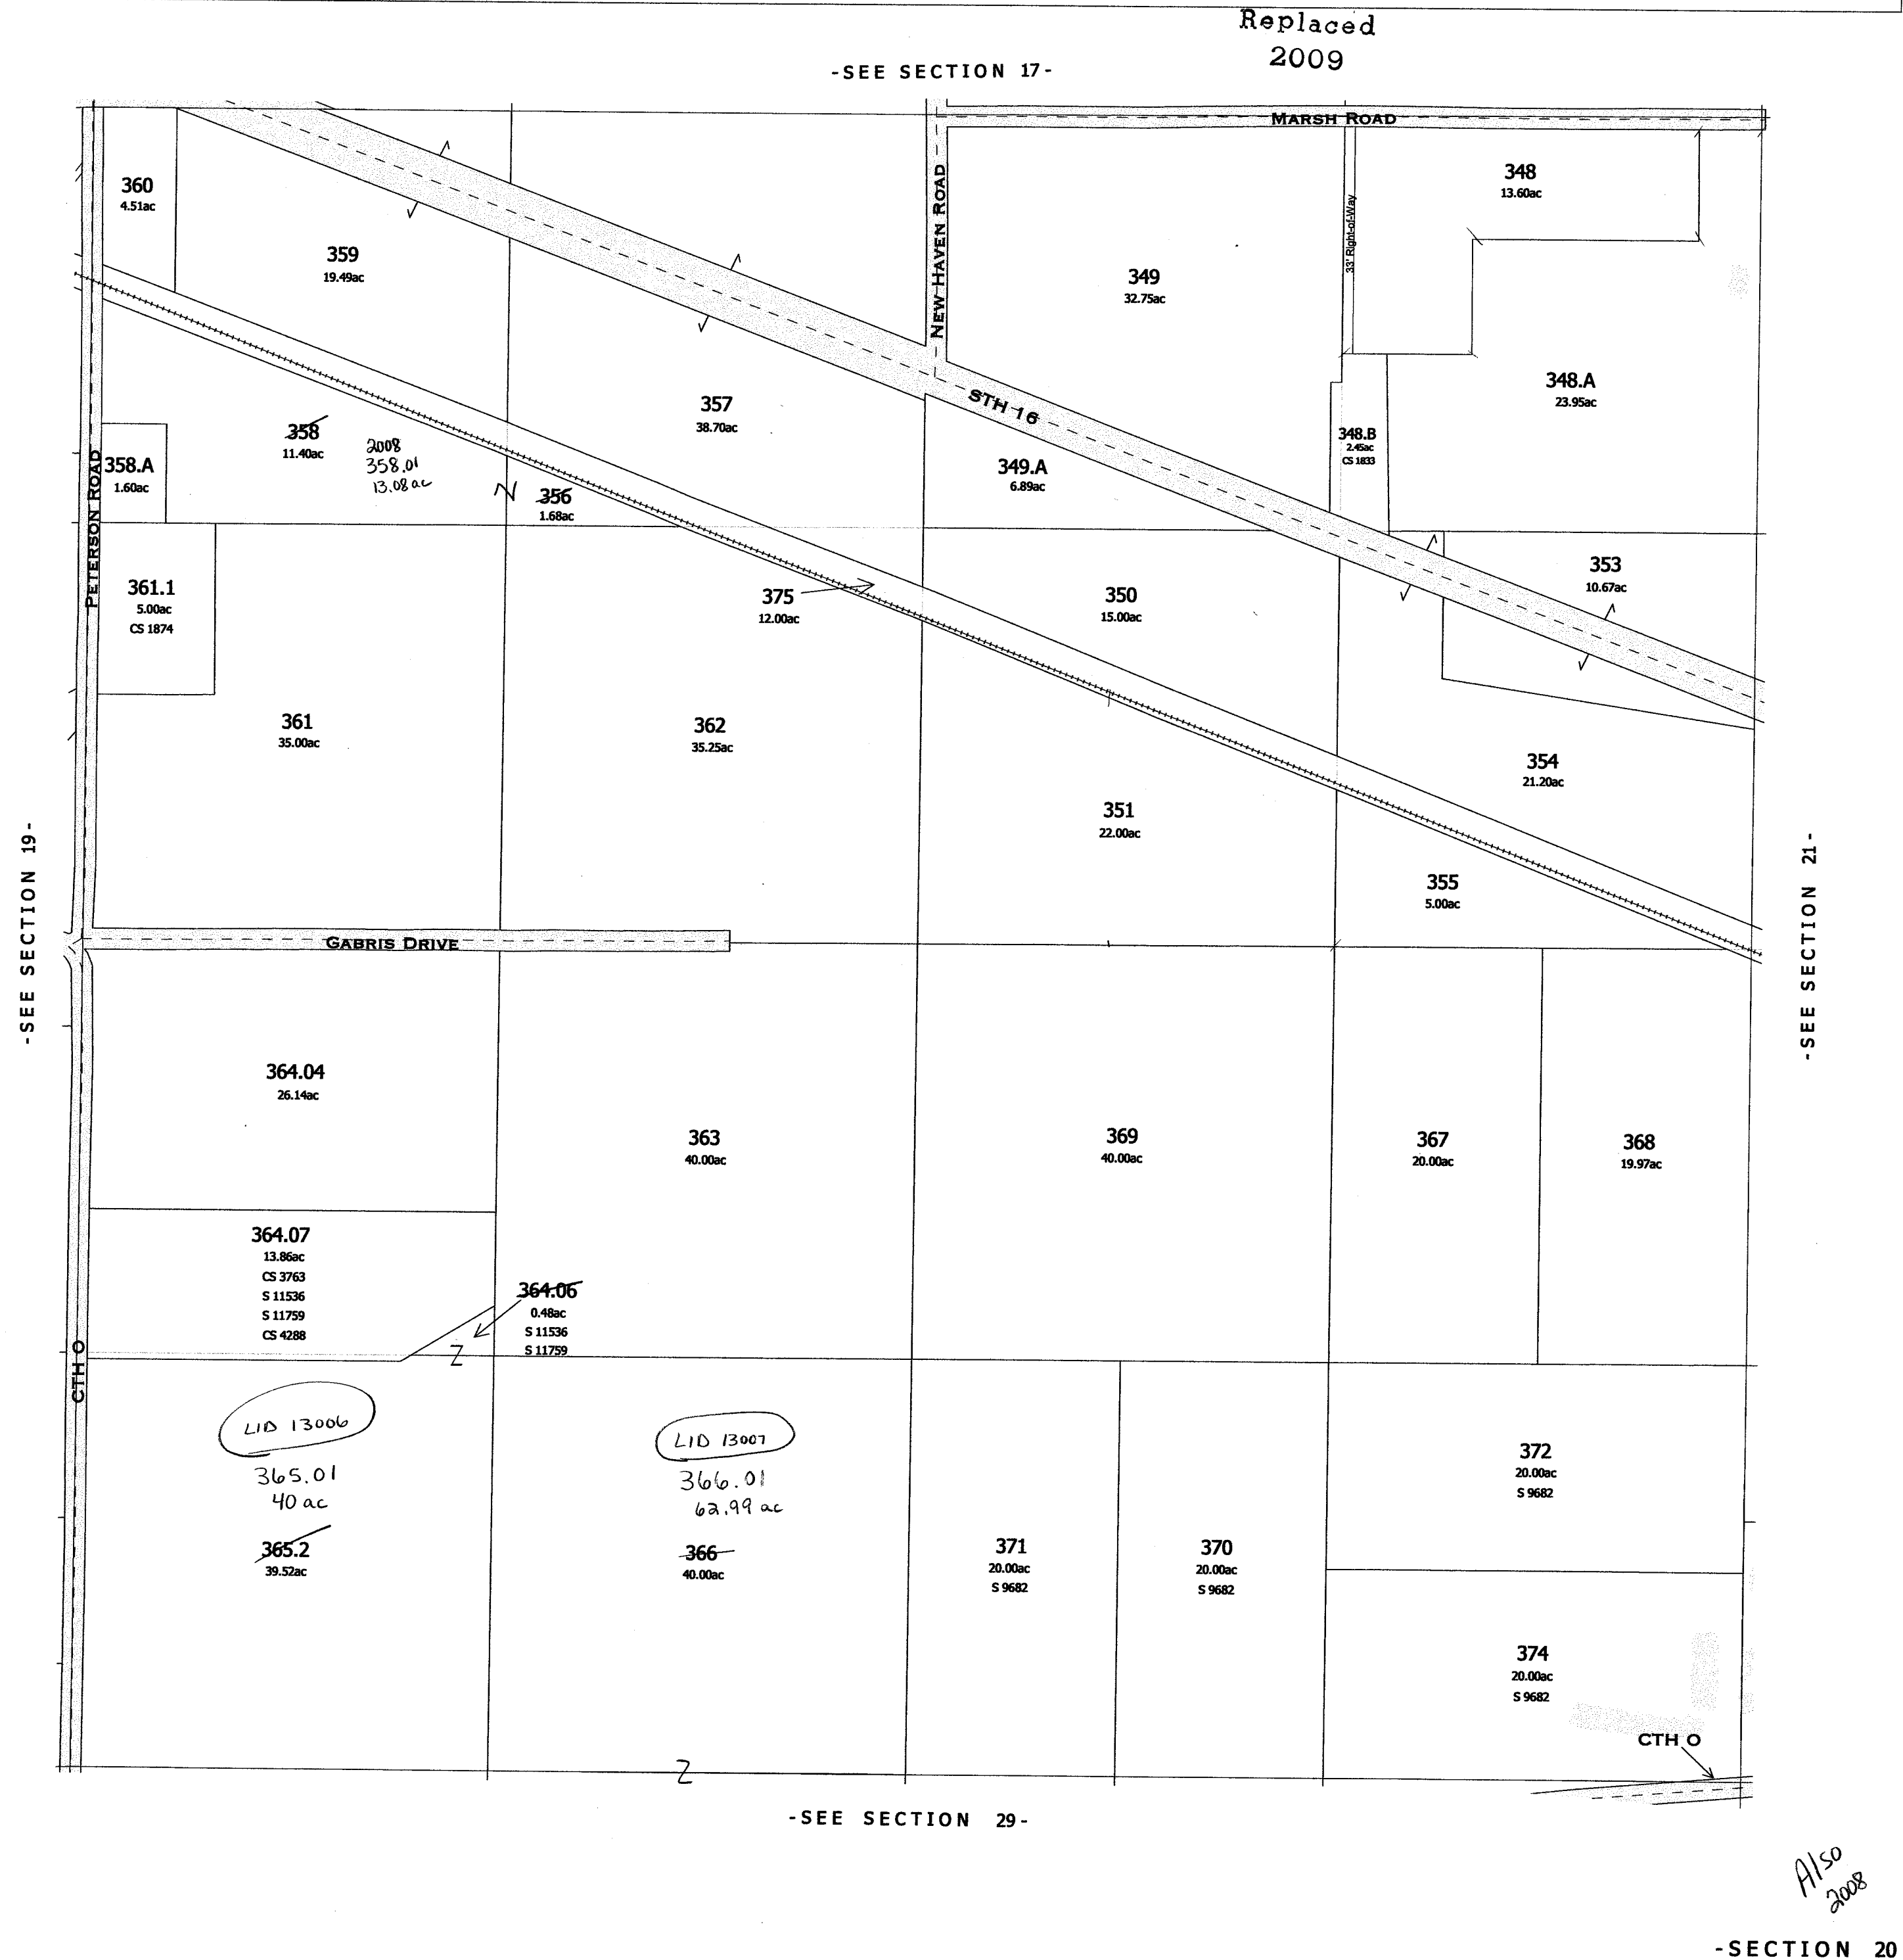 Replaced
2009
-SEE SECTION 17-
MARSH ROAD
360
4.51ac
359
19.49ac
NEW HAVEN ROAD
349
32.75ac
33' Right-of-Way
348
13.60ac
348.A
23.95ac
357
38.70ac
STH 16
358
11.40ac
2008
358.01
13.08 ac
358.A
1.60ac
PETERSON ROAD
Z
356
1.68ac
349.A
6.89ac
348.B
2.45ac
CS 1833
353
10.67ac
361.1
5.00ac
CS 1874
375
12.00ac
350
15.00ac
361
35.00ac
362
35.25ac
354
21.20ac
351
22.00ac
355
5.00ac
-SEE SECTION 19-
-SEE SECTION 21-
GABRIS DRIVE
364.04
26.14ac
363
40.00ac
369
40.00ac
367
20.00ac
368
19.97ac
364.07
13.86ac
CS 3763
S 11536
S 11759
CS 4288
364.06
0.48ac
S 11536
S 11759
Z
CTH O
LID 13006
365.01
40 ac
365.2
39.52ac
LID 13007
366.01
62.99 ac
366
40.00ac
371
20.00ac
S 9682
370
20.00ac
S 9682
372
20.00ac
S 9682
374
20.00ac
S 9682
CTH O
Z
-SEE SECTION 29-
Also
2008
-SECTION 20